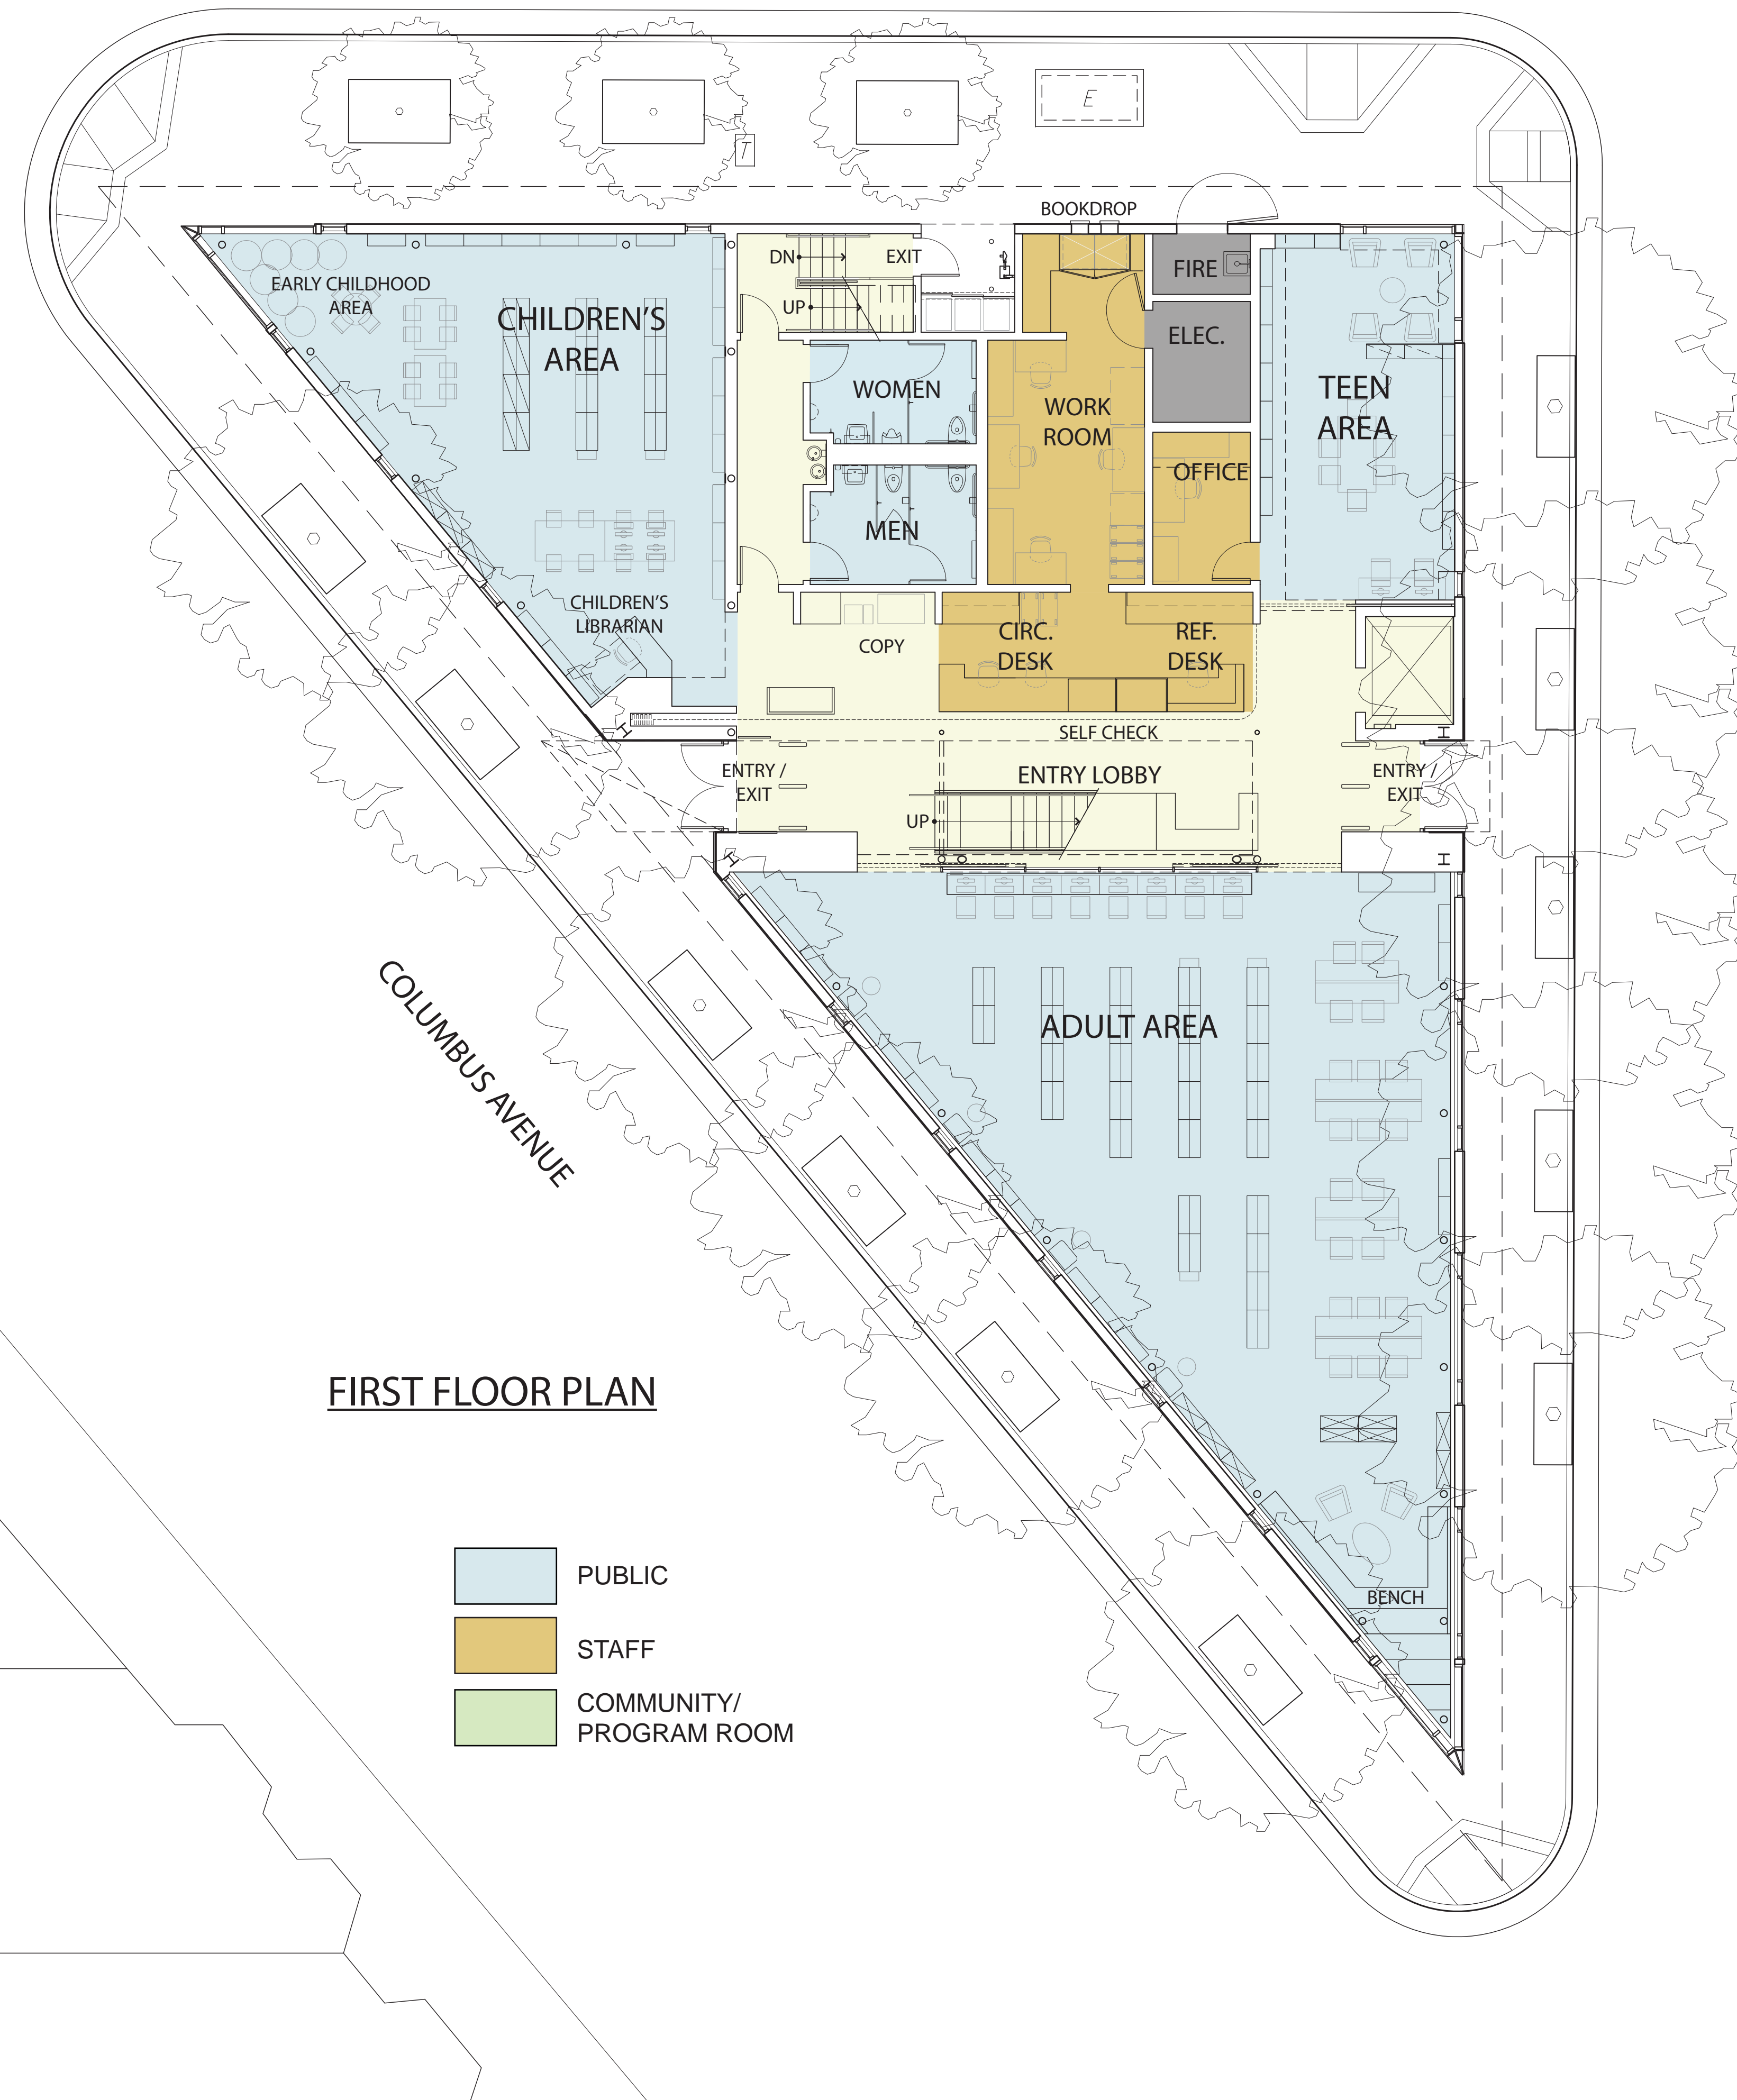 E
T
BOOKDROP
DN
EXIT
FIRE
EARLY CHILDHOOD
AREA
UP
CHILDREN'S
AREA
ELEC.
WOMEN
TEEN
AREA
WORK
ROOM
OFFICE
MEN
CHILDREN'S
LIBRARIAN
COPY
CIRC.
DESK
REF.
DESK
SELF CHECK
ENTRY /
EXIT
ENTRY LOBBY
ENTRY /
EXIT
UP
COLUMBUS AVENUE
ADULT AREA
FIRST FLOOR PLAN
BENCH
PUBLIC
STAFF
COMMUNITY/
PROGRAM ROOM